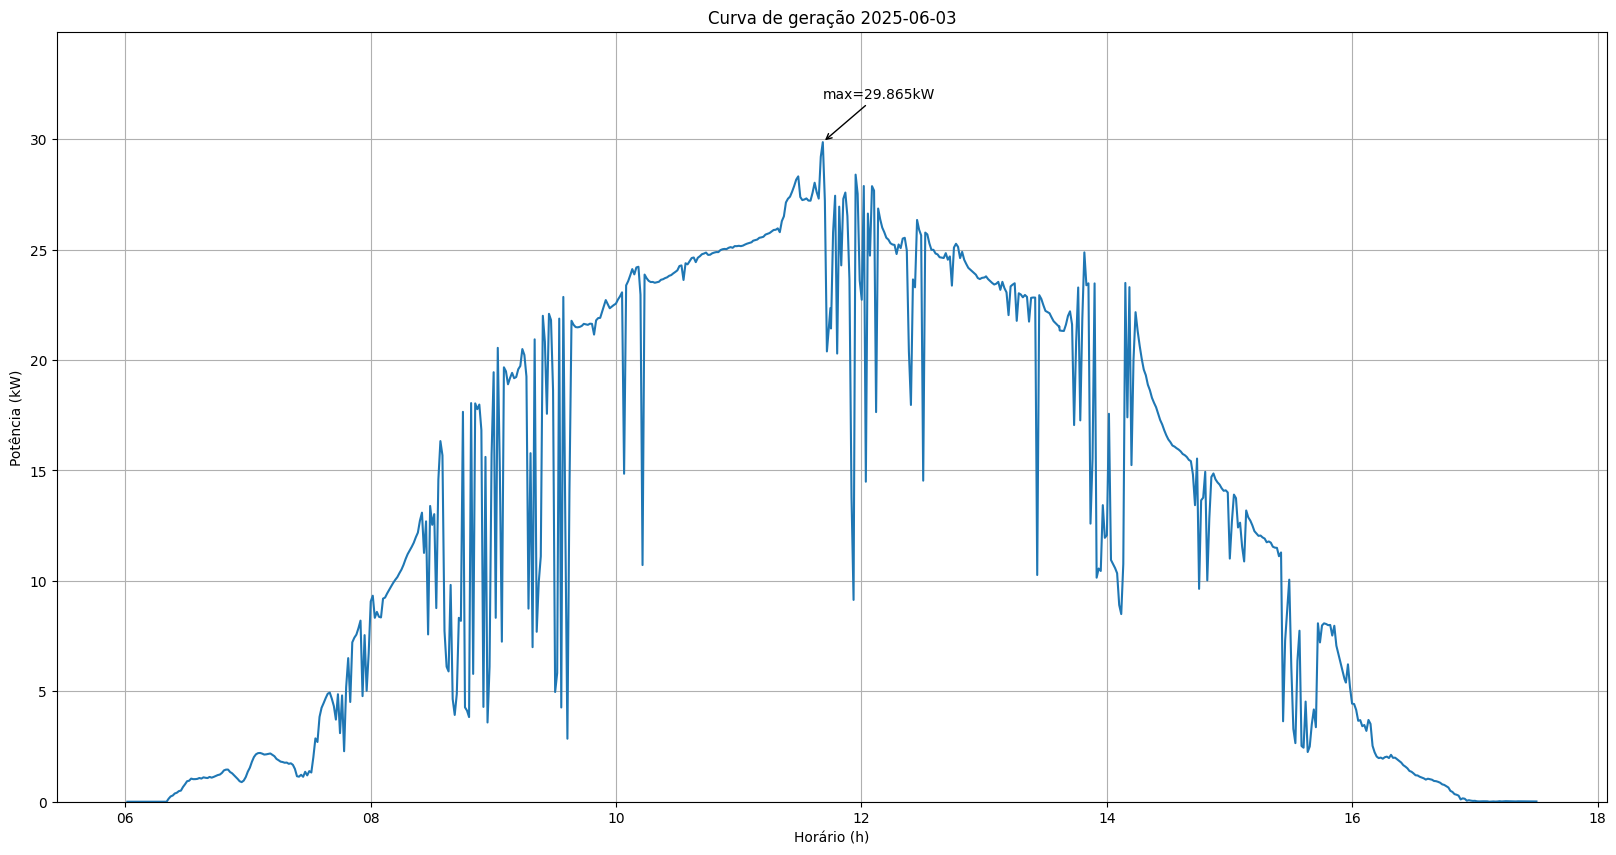 Curva de geração 2025-06-03
max=29.865kW
Potência (kW)
30
25
20
15
10
5
0
06 08 10 12 14 16 18
Horário (h)